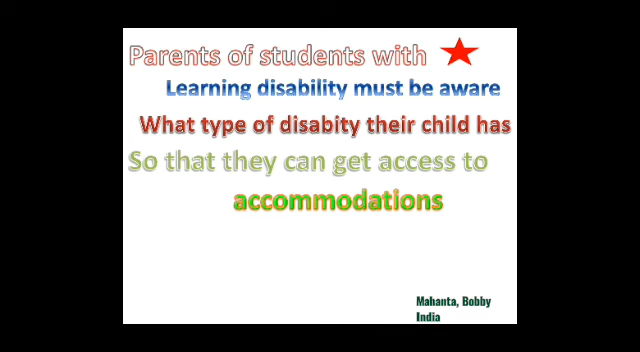 Parents of students with
Learning disability must be aware
What type of disabity their child has
So that they can get access to
accommodations
Mahanta, Bobby
India